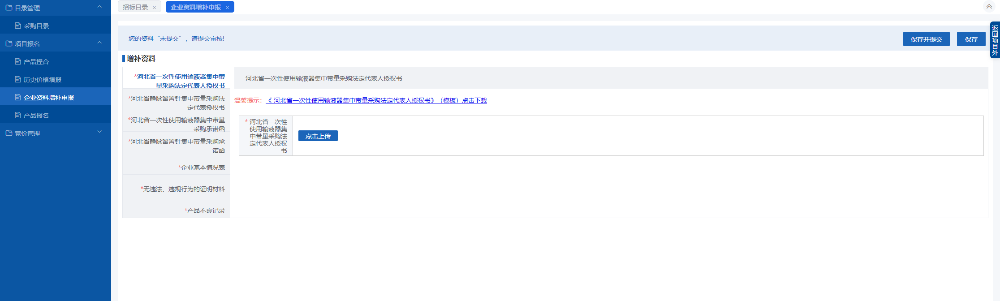 目录管理
采购目录
项目报名
产品捏合
历史价格填报
企业资料增补申报
产品报名
竞价管理
招标目录 ×
企业资料增补申报 ×
您的资料“未提交”，请提交审核!
保存并提交
保存
返回项目外
增补资料
*河北省一次性使用输液器集中带
量采购法定代表人授权书
*河北省静脉留置针集中带量采购法
定代表授权书
*河北省一次性使用输液器集中带量
采购承诺函
*河北省静脉留置针集中带量采购承
诺函
*企业基本情况表
*无违法、违规行为的证明材料
*产品不良记录
河北省一次性使用输液器集中带量采购法定代表人授权书
温馨提示：《 河北省一次性使用输液器集中带量采购法定代表人授权书》（模板）点击下载
* 河北省一次性
使用输液器集
中带量采购法
定代表人授权
书
点击上传